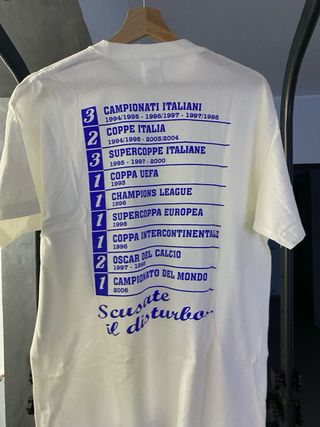 3 CAMPIONATI ITALIANI
1994/1995 - 1996/1997 - 1997/1998
2 COPPE ITALIA
1994/1995 - 2003/2004
3 SUPERCOPPE ITALIANE
1995 - 1997 - 2000
1 COPPA UEFA
1993
1 CHAMPIONS LEAGUE
1996
1 SUPERCOPPA EUROPEA
1996
1 COPPA INTERCONTINENTALE
1996
2 OSCAR DEL CALCIO
1997 -
1 CAMPIONATO DEL MONDO
2006
Scusate
il disturbo...